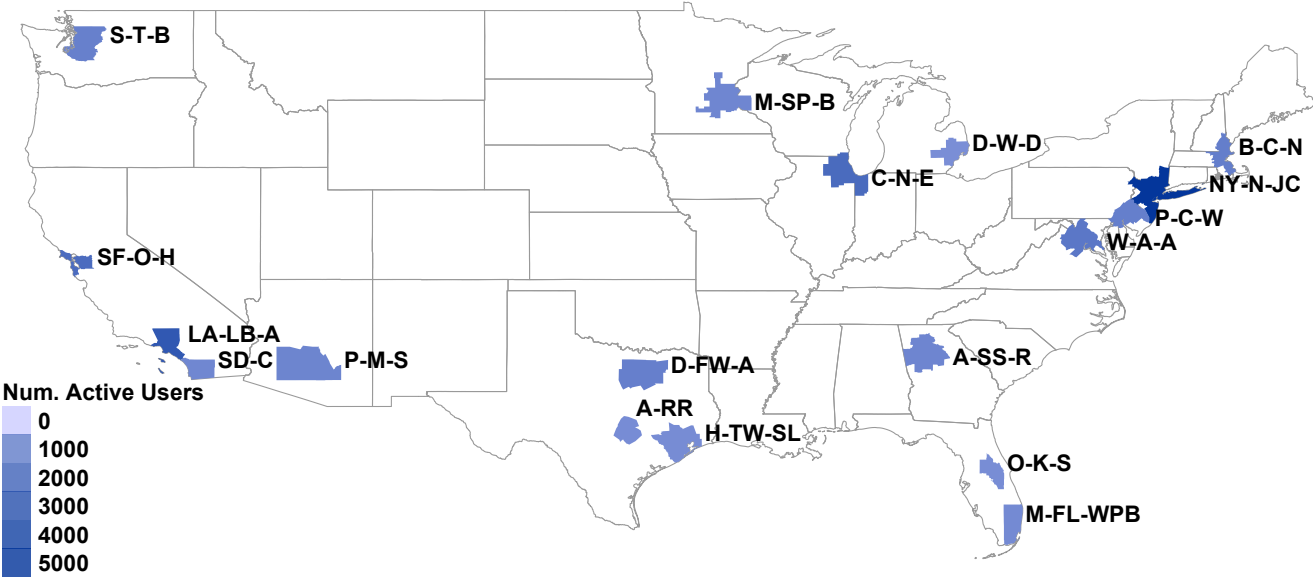 S-T-B
M-SP-B
D-W-D
B-C-N
C-N-E
NY-N-JC
P-C-W
W-A-A
SF-O-H
LA-LB-A
SD-C
P-M-S
D-FW-A
A-SS-R
Num. Active Users
0
1000
2000
3000
4000
5000
A-RR
H-TW-SL
O-K-S
M-FL-WPB